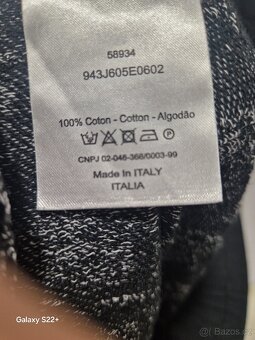 58934
943J605E0602
100% Coton - Cotton - Algodão
CNPJ 02-046-368/0003-99
Made in ITALY
ITALIA
Galaxy S22+
Bazos.cz